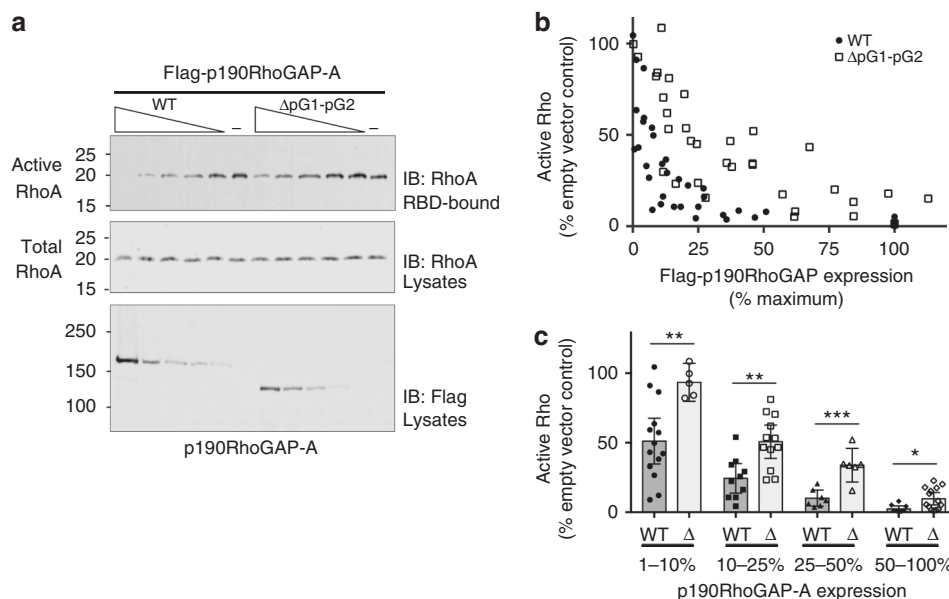 a
Flag-p190RhoGAP-A
WT
ΔpG1-pG2
–
–
Active
RhoA
25
20
15
IB: RhoA
RBD-bound
Total
RhoA
25
20
15
IB: RhoA
Lysates
250
150
100
IB: Flag
Lysates
p190RhoGAP-A
b
WT
ΔpG1-pG2
Active Rho
(% empty vector control)
100
50
0
0
25
50
75
100
Flag-p190RhoGAP expression
(% maximum)
c
Active Rho
(% empty vector control)
100
50
0
**
**
***
*
WT Δ WT Δ WT Δ WT Δ
1–10% 10–25% 25–50% 50–100%
p190RhoGAP-A expression